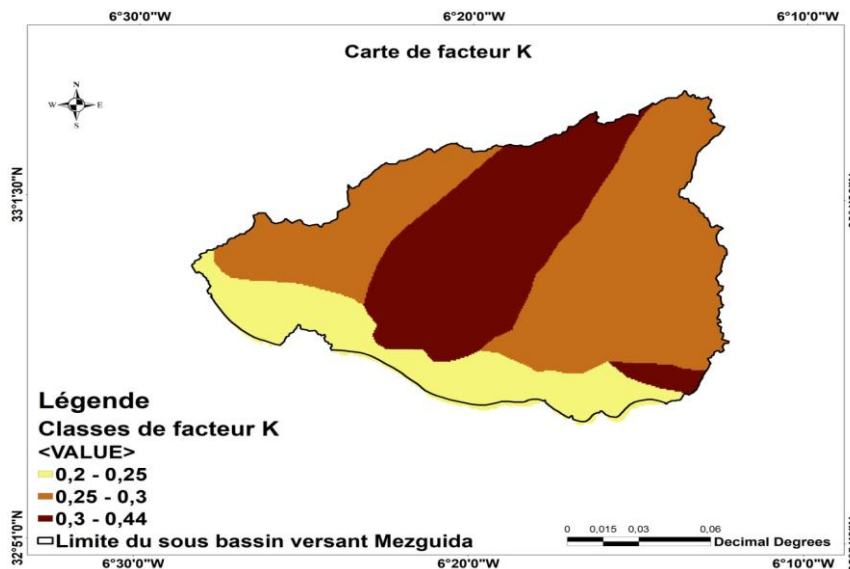 6°30'0"W 6°20'0"W 6°10'0"W
Carte de facteur K
N
W E
S
33°1'30"N
Légende
Classes de facteur K
<VALUE>
0,2 - 0,25
0,25 - 0,3
0,3 - 0,44
Limite du sous bassin versant Mezguida
0 0,015 0,03 0,06
Decimal Degrees
32°51'0"N
6°30'0"W 6°20'0"W 6°10'0"W